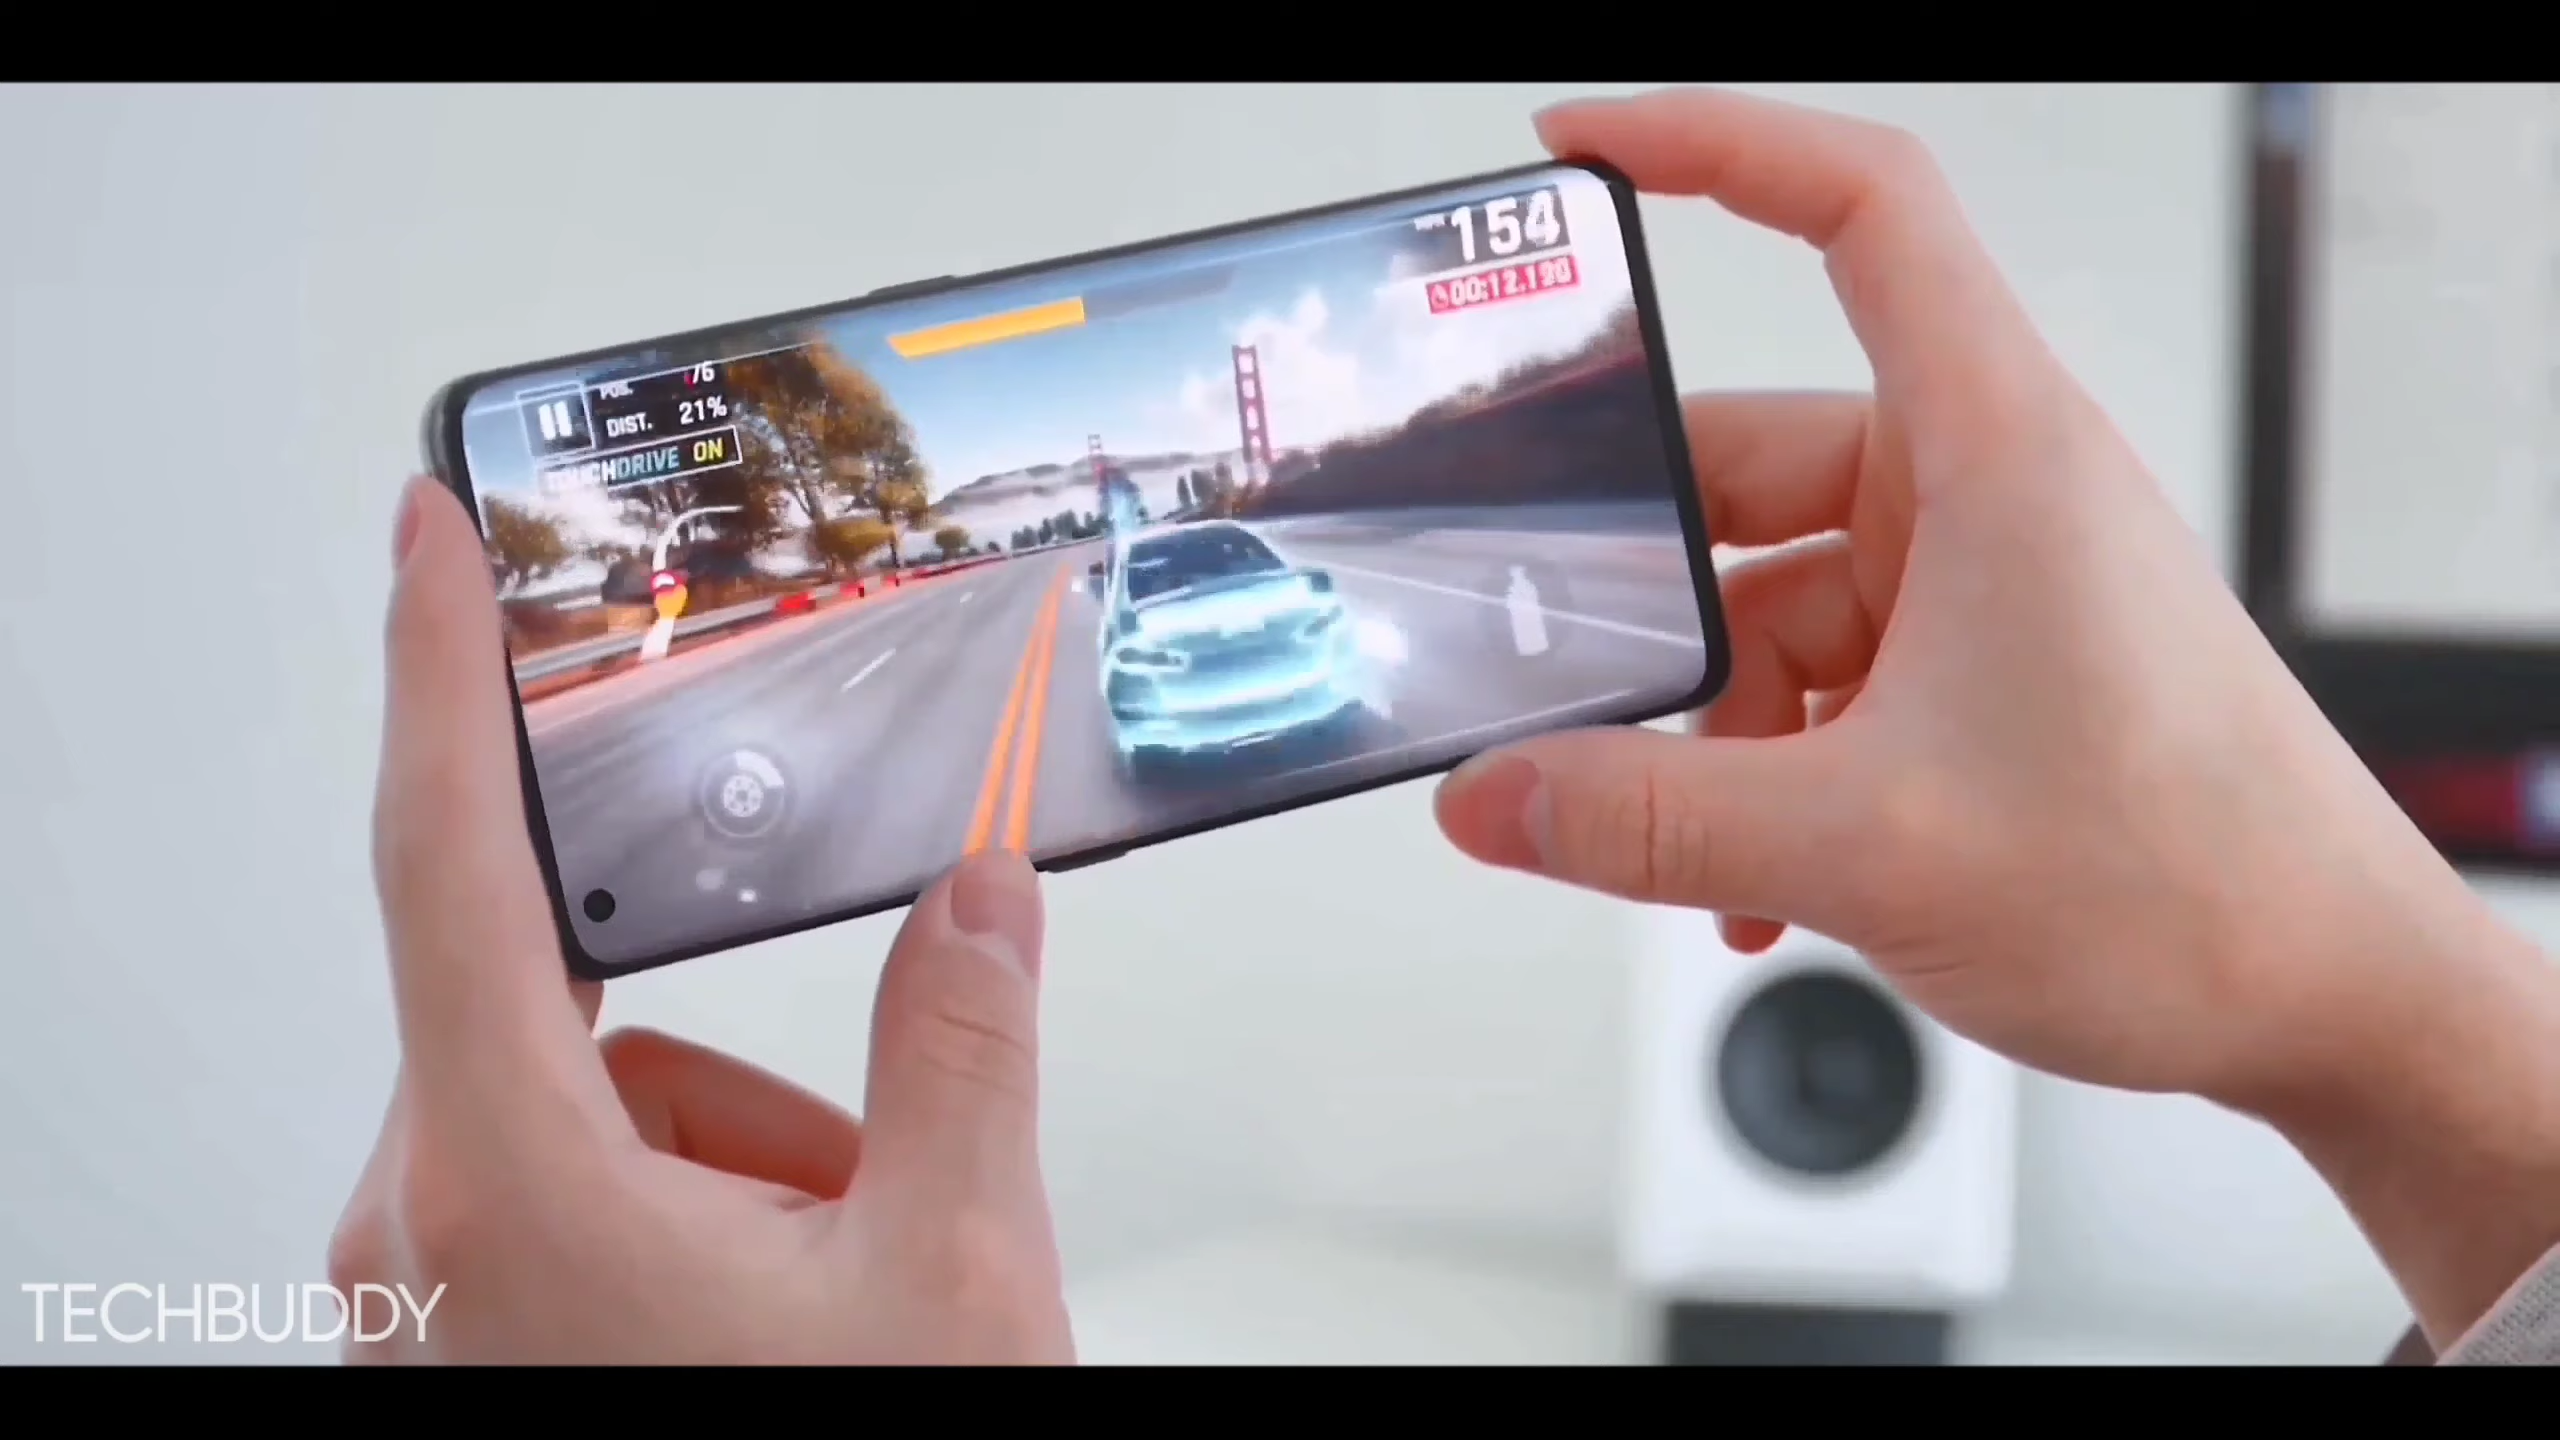 154
00:12.190
/6
POS.
DIST. 21%
TOUCHDRIVE ON
TECHBUDDY